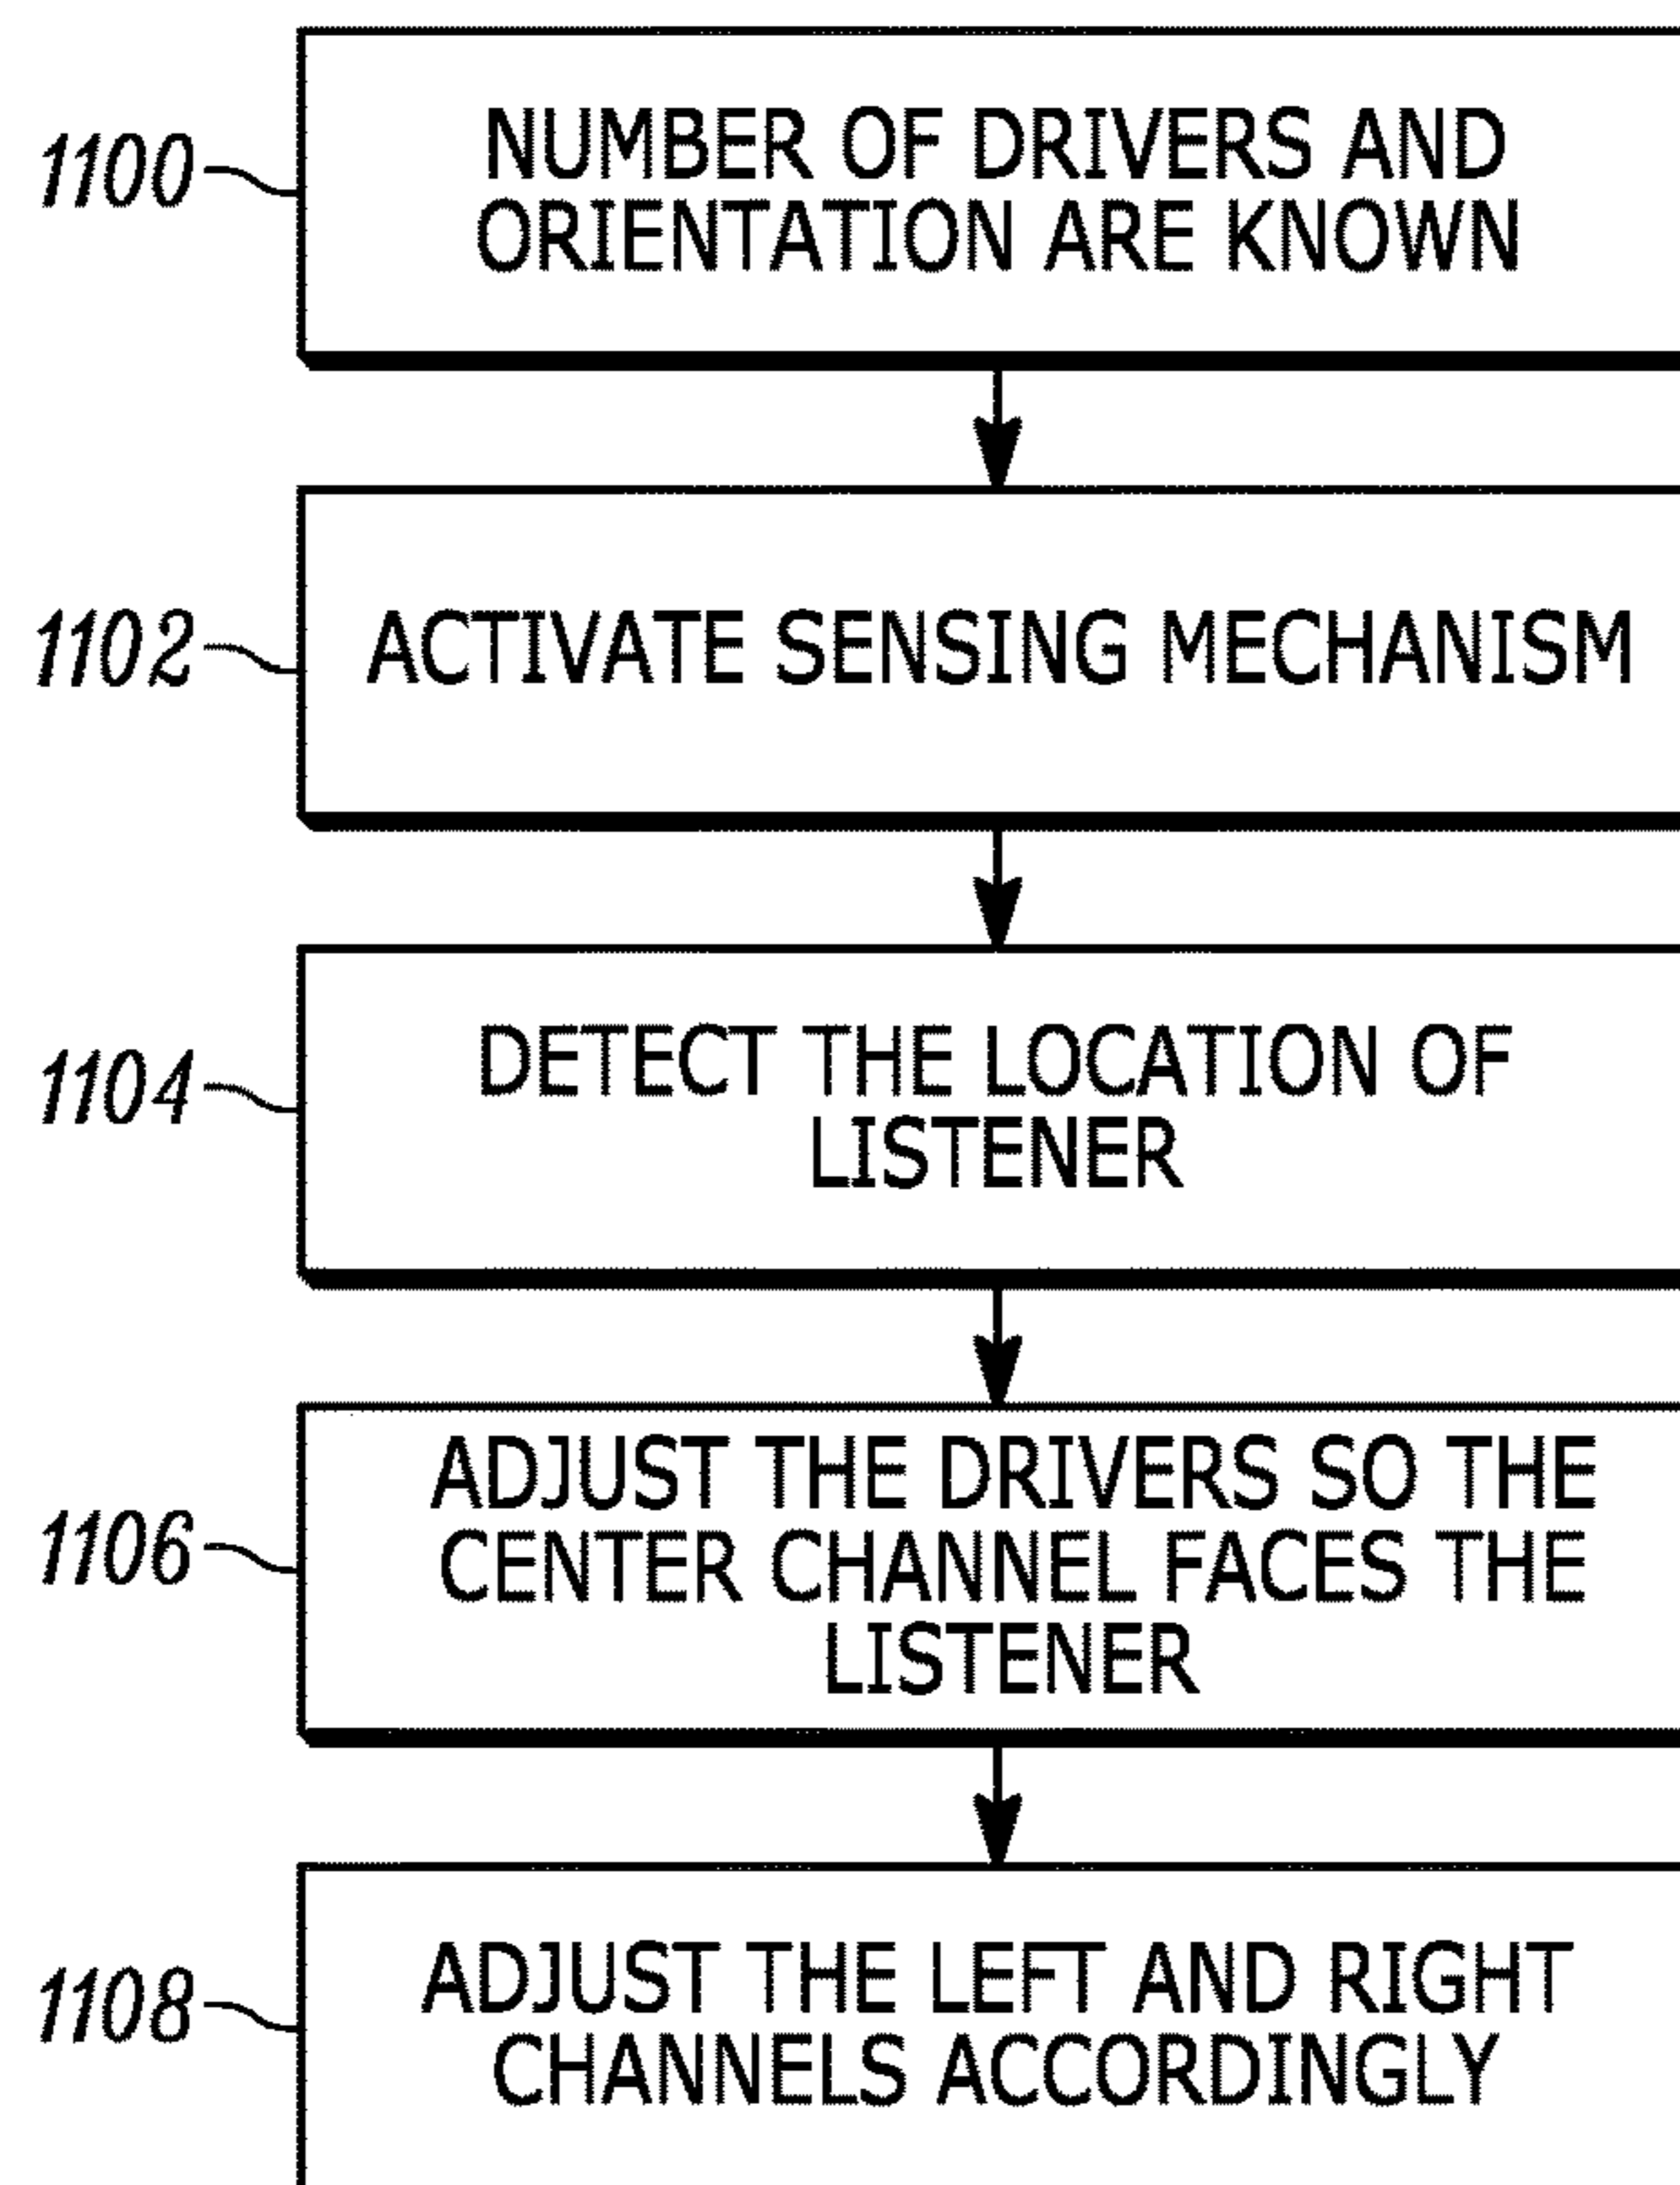 1100
NUMBER OF DRIVERS AND
ORIENTATION ARE KNOWN
1102
ACTIVATE SENSING MECHANISM
1104
DETECT THE LOCATION OF
LISTENER
1106
ADJUST THE DRIVERS SO THE
CENTER CHANNEL FACES THE
LISTENER
1108
ADJUST THE LEFT AND RIGHT
CHANNELS ACCORDINGLY